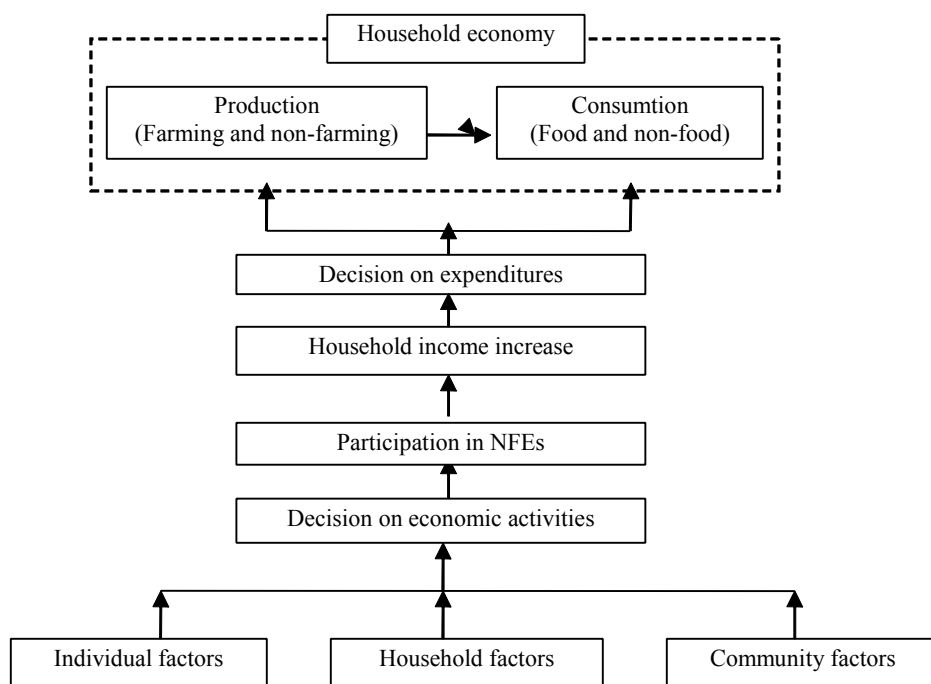 Household economy
Production
(Farming and non-farming)
Consumtion
(Food and non-food)
Decision on expenditures
Household income increase
Participation in NFEs
Decision on economic activities
Individual factors
Household factors
Community factors